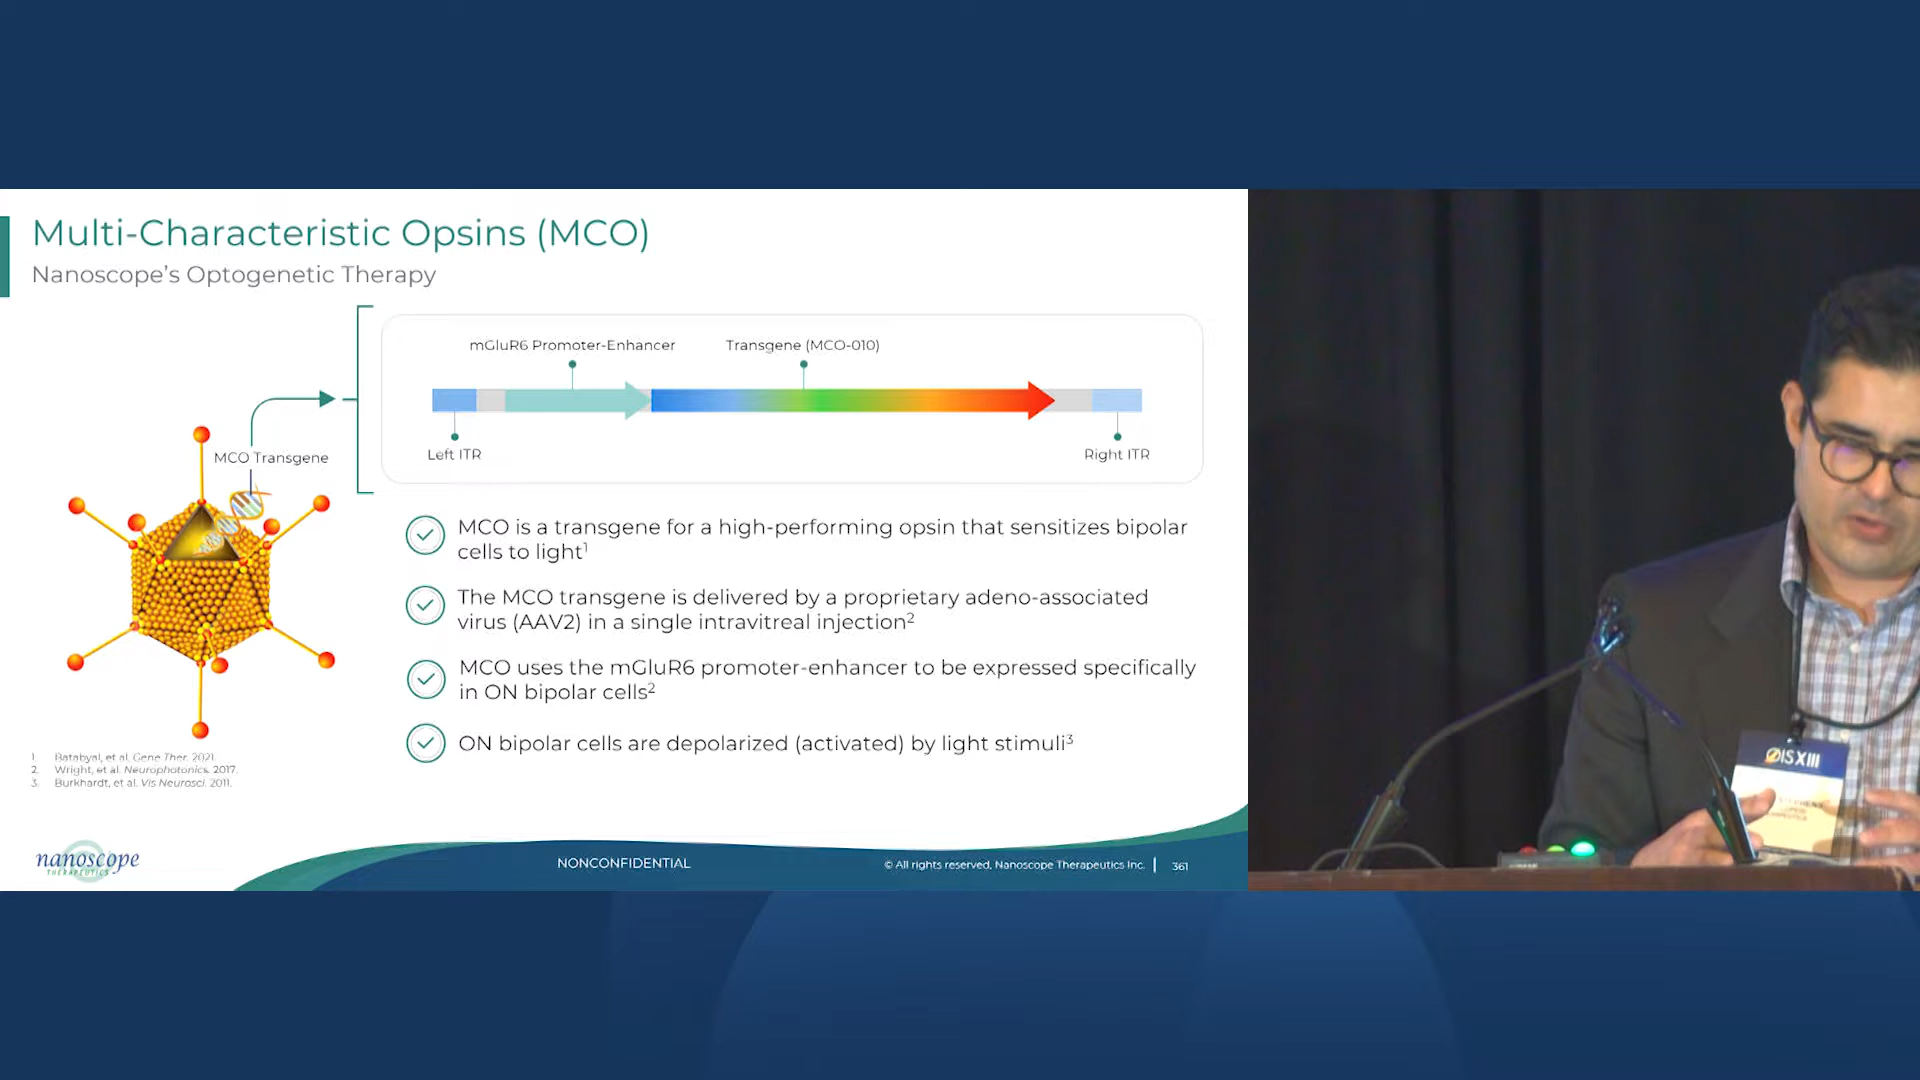 Multi-Characteristic Opsins (MCO)
Nanoscope's Optogenetic Therapy
mGluR6 Promoter-Enhancer
Transgene (MCO-010)
Left ITR
Right ITR
MCO Transgene
MCO is a transgene for a high-performing opsin that sensitizes bipolar
cells to light1
The MCO transgene is delivered by a proprietary adeno-associated
virus (AAV2) in a single intravitreal injection2
MCO uses the mGluR6 promoter-enhancer to be expressed specifically
in ON bipolar cells2
ON bipolar cells are depolarized (activated) by light stimuli3
1. Batabyal, et al. Gene Ther. 2021.
2. Wright, et al. Neurophotonics. 2017.
3. Burkhardt, et al. Vis Neurosci. 2011.
nanoscope
THERAPEUTICS
NONCONFIDENTIAL
© All rights reserved, Nanoscope Therapeutics Inc. | 361
OIS XIII